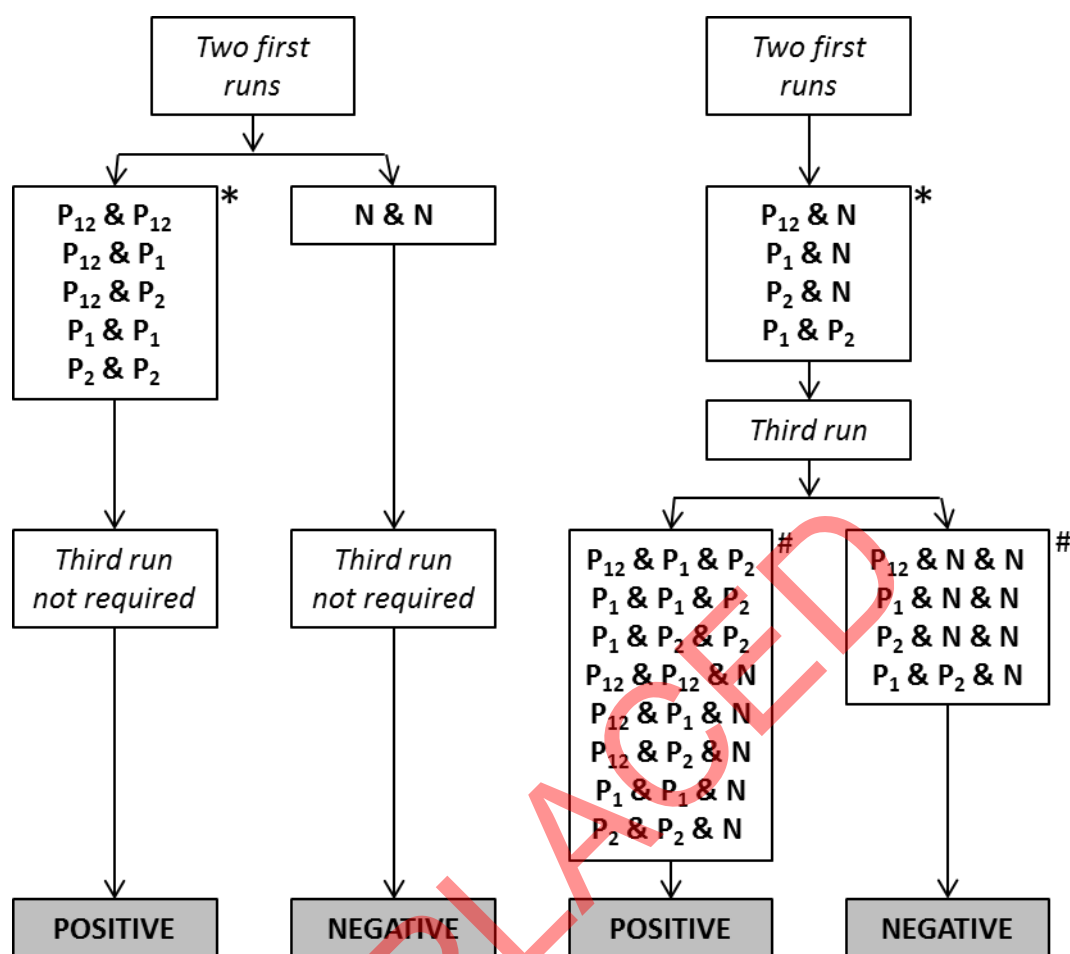 Two first
runs
P₁₂ & P₁₂
P₁₂ & P₁
P₁₂ & P₂
P₁ & P₁
P₂ & P₂
*
N & N
Third run
not required
Third run
not required
POSITIVE
NEGATIVE
Two first
runs
P₁₂ & N
P₁ & N
P₂ & N
P₁ & P₂
*
Third run
P₁₂ & P₁ & P₂
P₁ & P₁ & P₂
P₁ & P₂ & P₂
P₁₂ & P₁₂ & N
P₁₂ & P₁ & N
P₁₂ & P₂ & N
P₁ & P₁ & N
P₂ & P₂ & N
#
P₁₂ & N & N
P₁ & N & N
P₂ & N & N
P₁ & P₂ & N
#
POSITIVE
NEGATIVE
PLACED